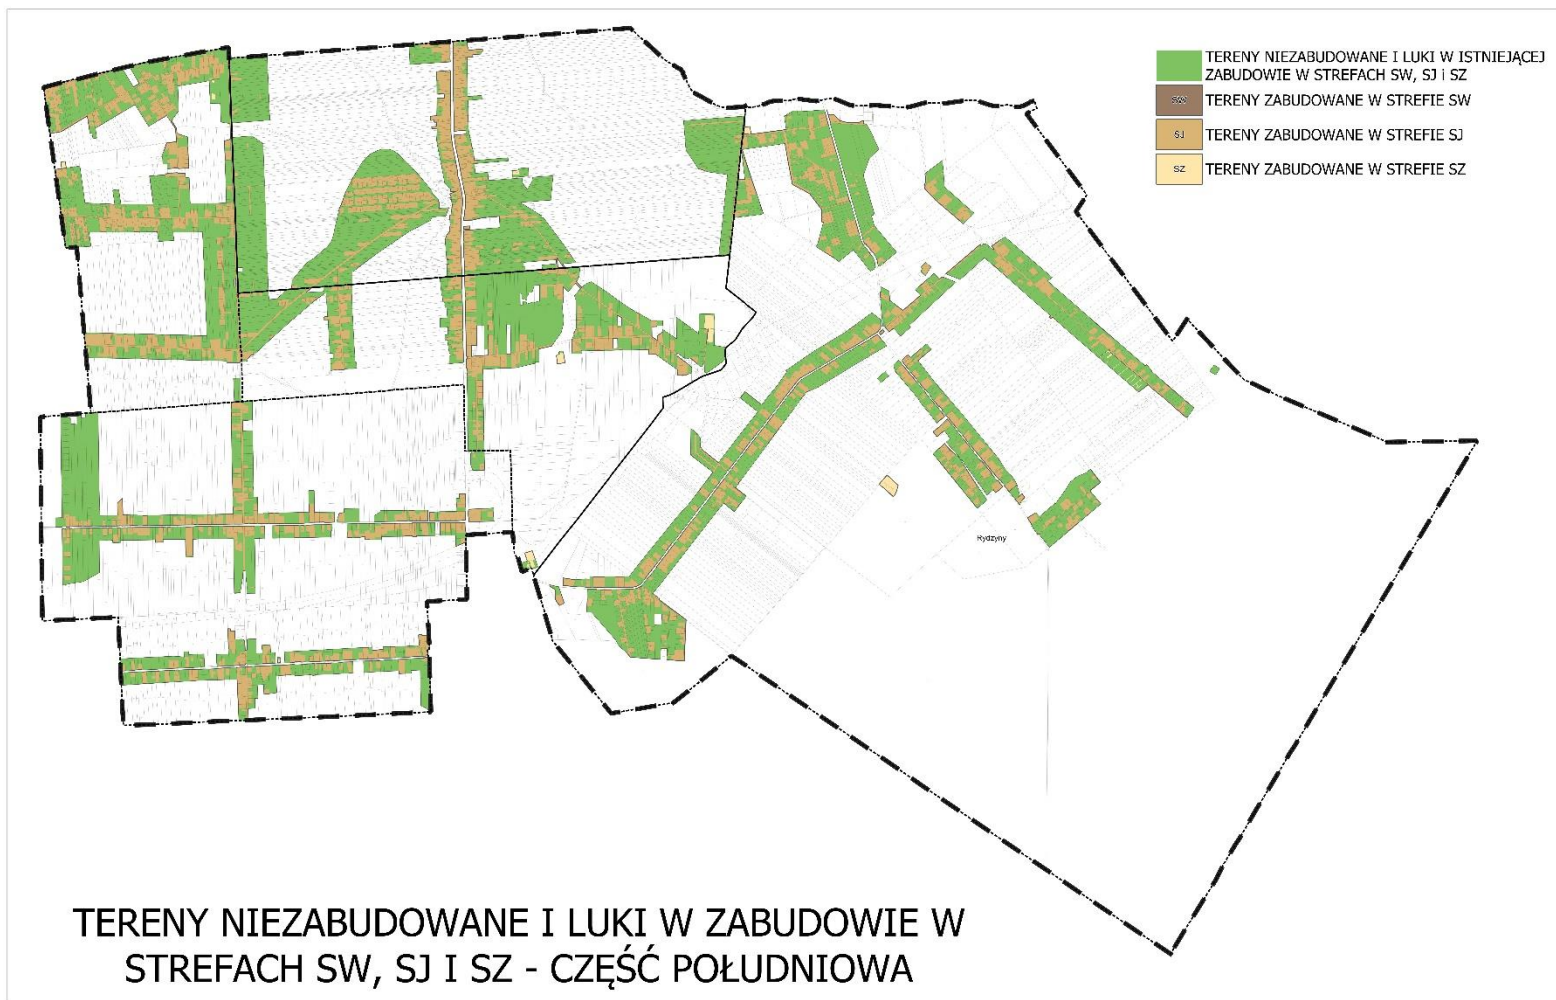 TERENY NIEZABUDOWANE I LUKI W ISTNIEJĄCEJ
ZABUDOWIE W STREFACH SW, SJ i SZ
SW TERENY ZABUDOWANE W STREFIE SW
SJ TERENY ZABUDOWANE W STREFIE SJ
SZ TERENY ZABUDOWANE W STREFIE SZ
Rydzyny
TERENY NIEZABUDOWANE I LUKI W ZABUDOWIE W
STREFACH SW, SJ I SZ - CZĘŚĆ POŁUDNIOWA